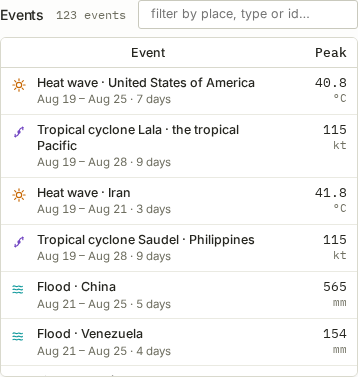 Events 123 events filter by place, type or id...
Event Peak
Heat wave · United States of America 40.8
Aug 19 – Aug 25 · 7 days °C
Tropical cyclone Lala · the tropical 115
Pacific kt
Aug 19 – Aug 28 · 9 days
Heat wave · Iran 41.8
Aug 19 – Aug 21 · 3 days °C
Tropical cyclone Saudel · Philippines 115
Aug 19 – Aug 28 · 9 days kt
Flood · China 565
Aug 21 – Aug 25 · 5 days mm
Flood · Venezuela 154
Aug 21 – Aug 25 · 4 days mm